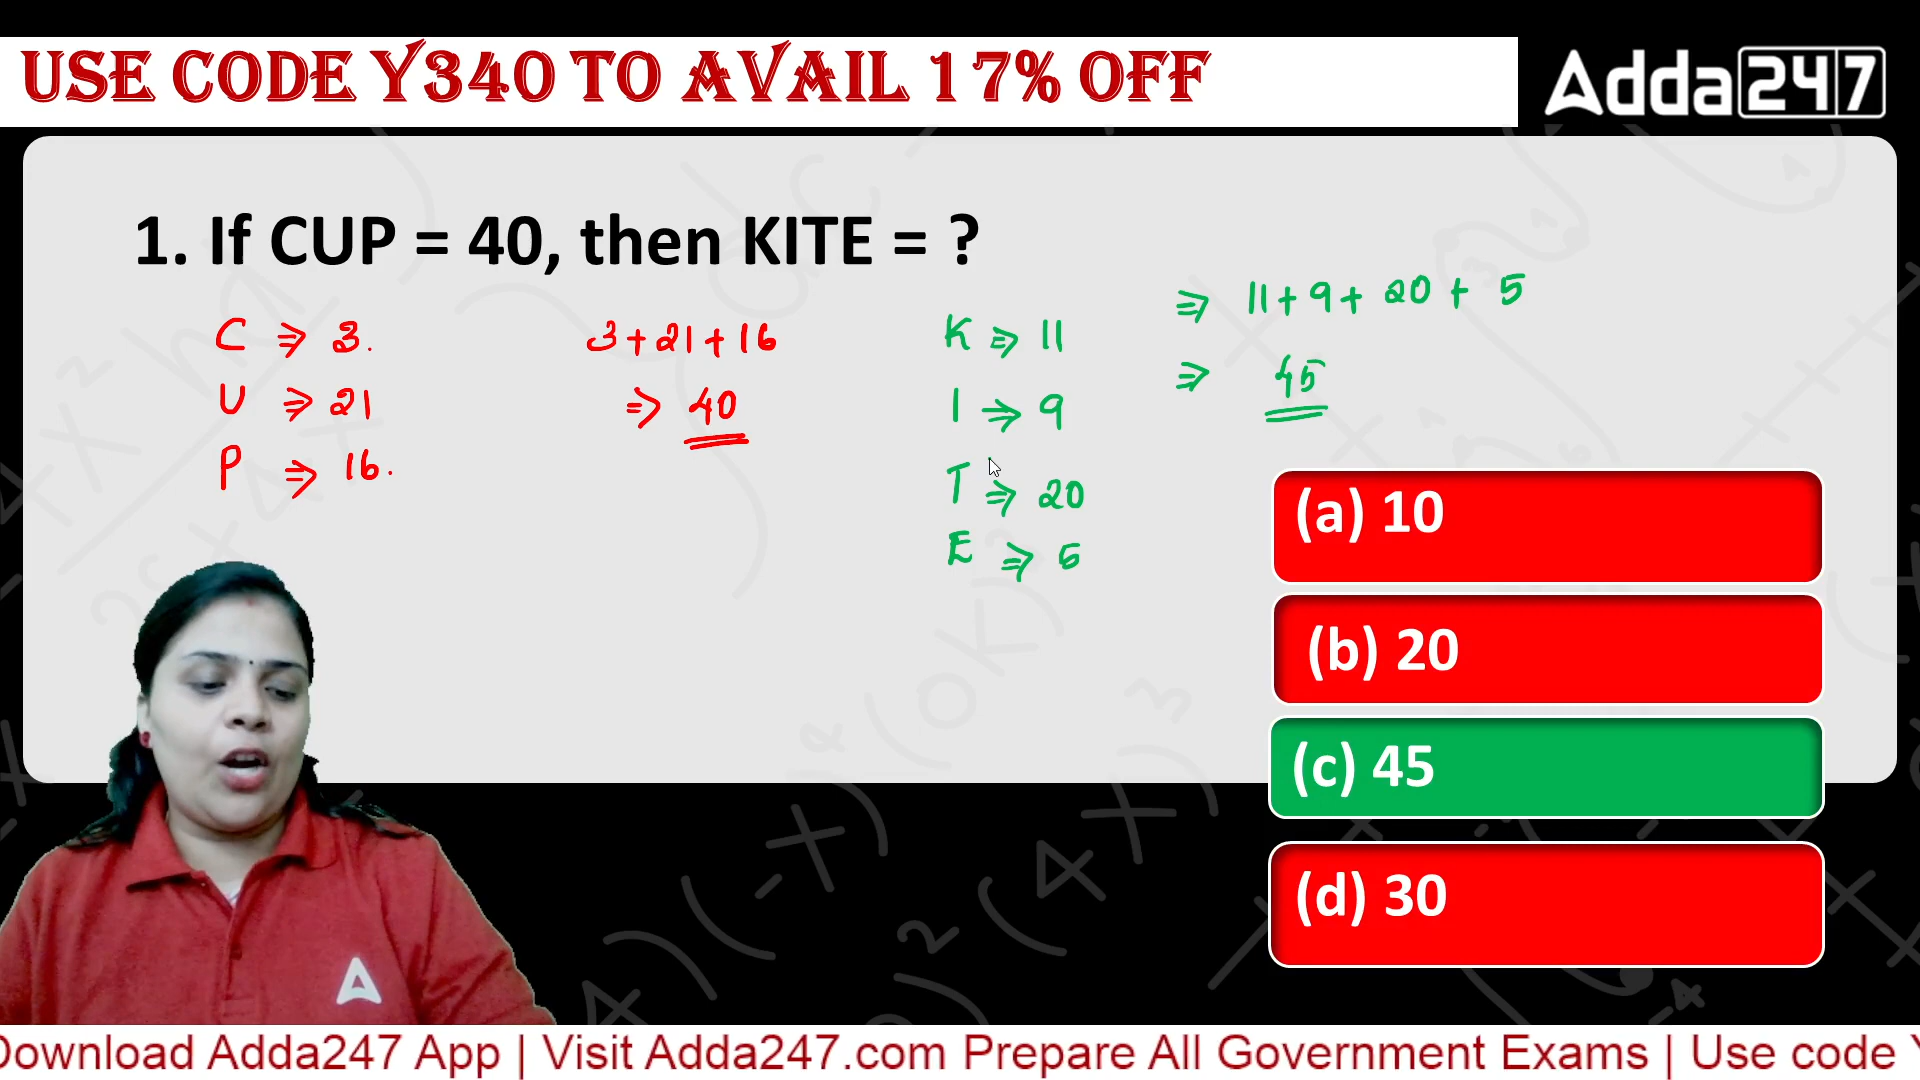 USE CODE Y340 TO AVAIL 17% OFF
Adda247
1. If CUP = 40, then KITE = ?
C ⇒ 3.
U ⇒ 21
P ⇒ 16.
3+21+16
⇒ 40
K ⇒ 11
I ⇒ 9
T ⇒ 20
E ⇒ 5
⇒ 11+9+20+5
⇒ 45
(a) 10
(b) 20
(c) 45
(d) 30
Download Adda247 App | Visit Adda247.com Prepare All Government Exams | Use code